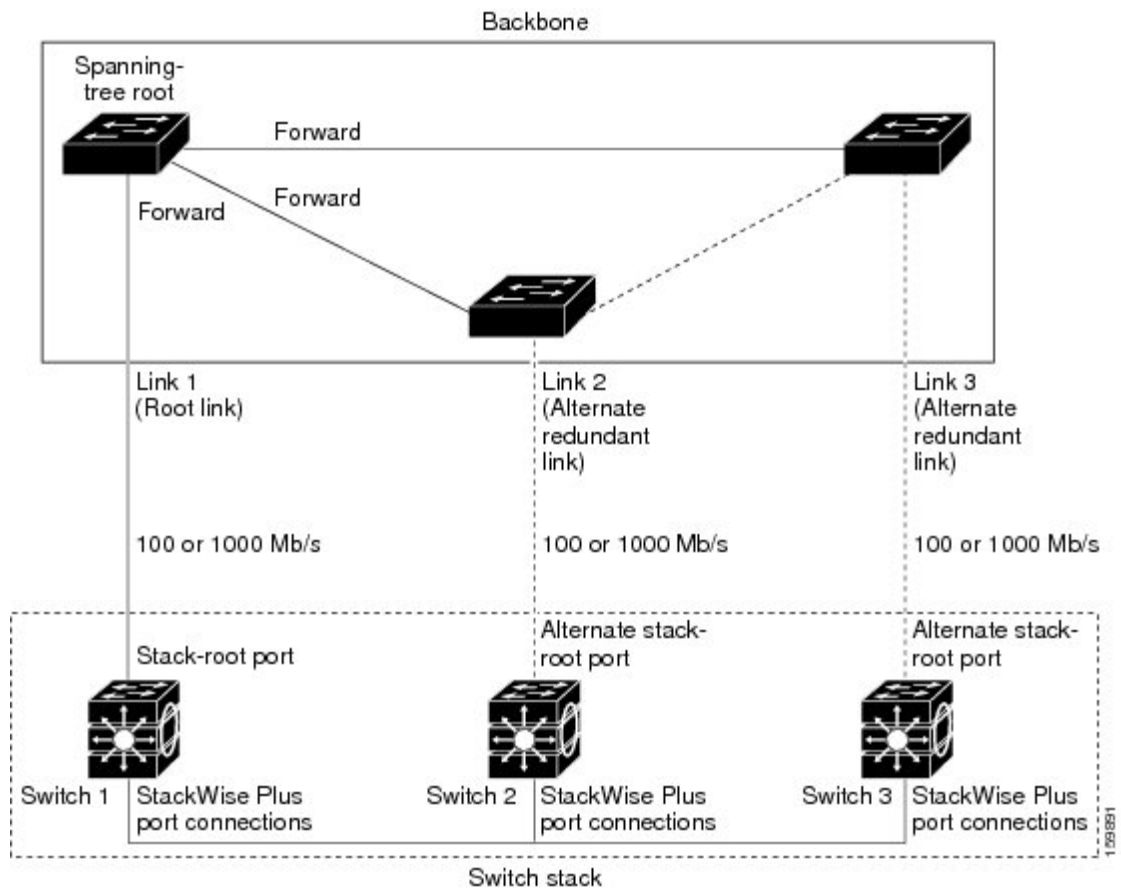 Backbone
Spanning-
tree root
Forward
Forward
Forward
Link 1
(Root link)
Link 2
(Alternate
redundant
link)
Link 3
(Alternate
redundant
link)
100 or 1000 Mb/s
100 or 1000 Mb/s
100 or 1000 Mb/s
Stack-root port
Alternate stack-
root port
Alternate stack-
root port
Switch 1
StackWise Plus
port connections
Switch 2
StackWise Plus
port connections
Switch 3
StackWise Plus
port connections
159891
Switch stack